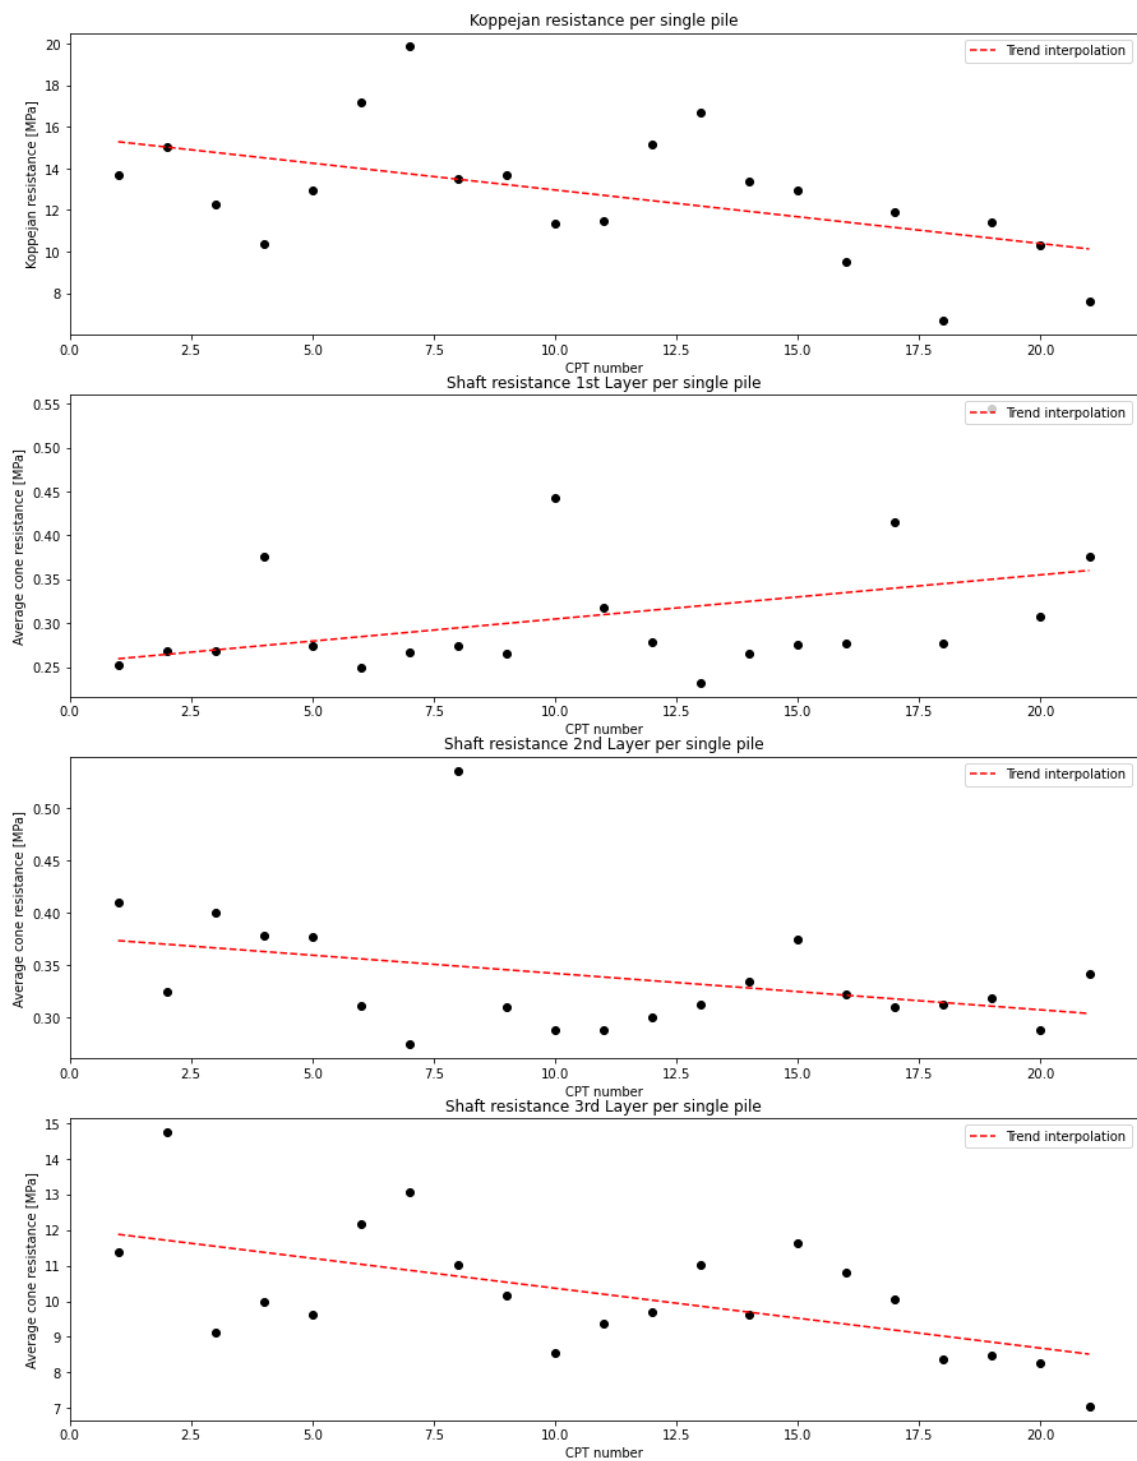 Koppejan resistance per single pile
Trend interpolation
Koppejan resistance [MPa]
20
18
16
14
12
10
8
0.0 2.5 5.0 7.5 10.0 12.5 15.0 17.5 20.0
CPT number
Shaft resistance 1st Layer per single pile
Trend interpolation
Average cone resistance [MPa]
0.55
0.50
0.45
0.40
0.35
0.30
0.25
0.0 2.5 5.0 7.5 10.0 12.5 15.0 17.5 20.0
CPT number
Shaft resistance 2nd Layer per single pile
Trend interpolation
Average cone resistance [MPa]
0.50
0.45
0.40
0.35
0.30
0.0 2.5 5.0 7.5 10.0 12.5 15.0 17.5 20.0
CPT number
Shaft resistance 3rd Layer per single pile
Trend interpolation
Average cone resistance [MPa]
15
14
13
12
11
10
9
8
7
0.0 2.5 5.0 7.5 10.0 12.5 15.0 17.5 20.0
CPT number